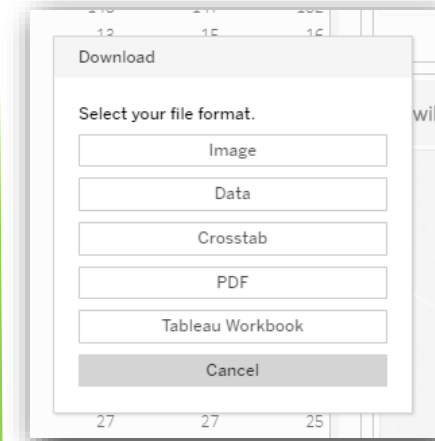 13 15 16
Download
Select your file format.
Image
Data
Crosstab
PDF
Tableau Workbook
Cancel
27 27 25